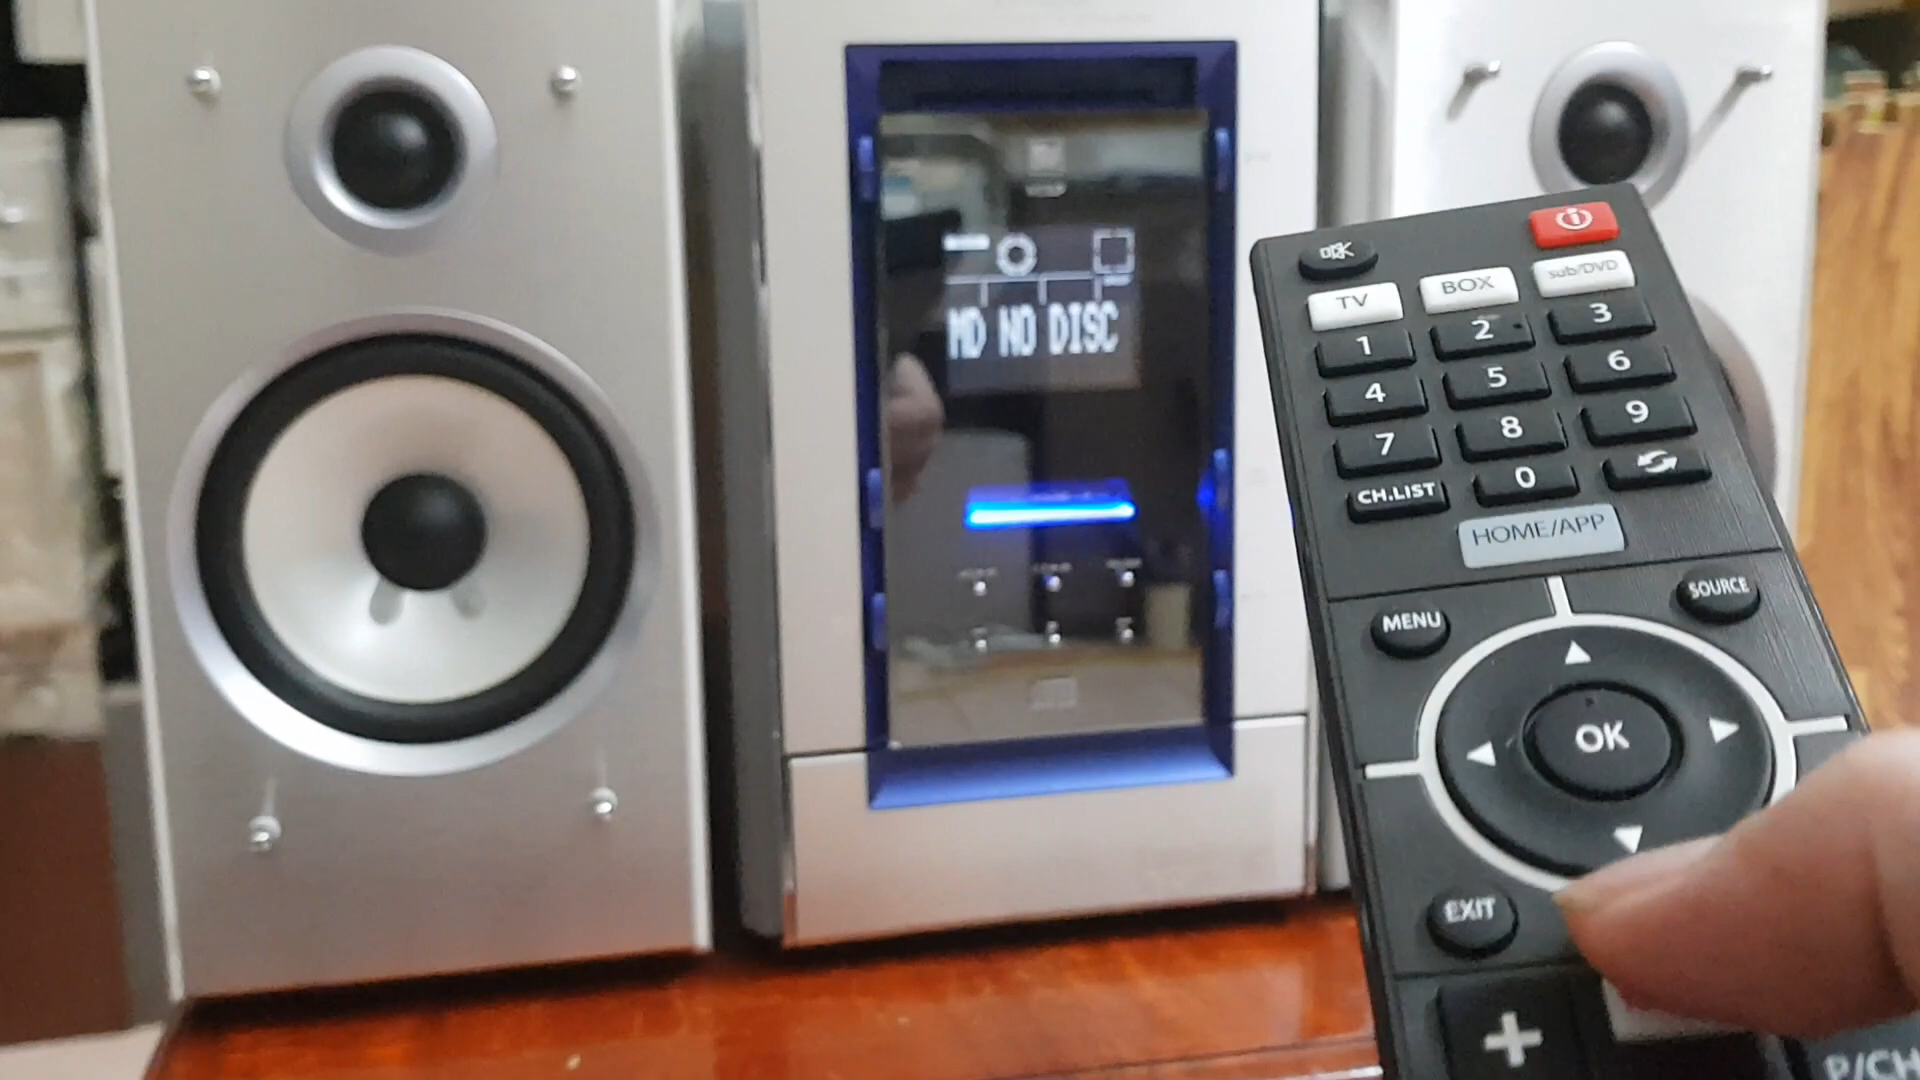 MD NO DISC
TV
BOX
sub/DVD
1
2
3
4
5
6
7
8
9
CH.LIST
0
HOME/APP
MENU
SOURCE
OK
EXIT
+
P/CH